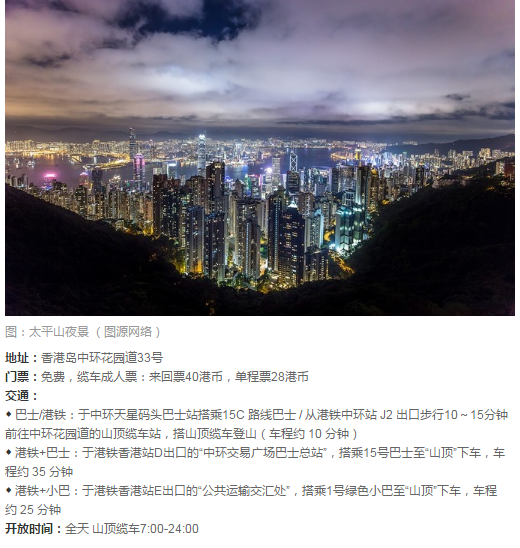 图：太平山夜景 （图源网络）
地址：香港岛中环花园道33号
门票：免费，缆车成人票：来回票40港币，单程票28港币
交通：
◆ 巴士/港铁：于中环天星码头巴士站搭乘15C 路线巴士 / 从港铁中环站 J2 出口步行10～15分钟
前往中环花园道的山顶缆车站，搭山顶缆车登山（车程约 10 分钟）
◆ 港铁+巴士：于港铁香港站D出口的“中环交易广场巴士总站”，搭乘15号巴士至“山顶”下车，车
程约 35 分钟
◆ 港铁+小巴：于港铁香港站E出口的“公共运输交汇处”，搭乘1号绿色小巴至“山顶”下车，车程
约 25 分钟
开放时间：全天 山顶缆车7:00-24:00